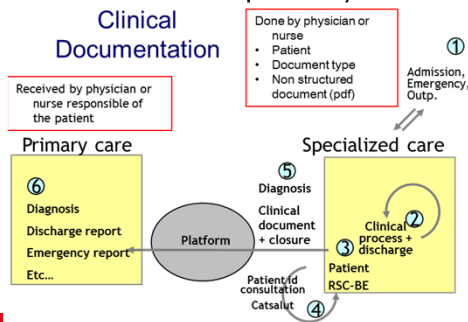 Clinical
Documentation
Done by physician or
nurse
• Patient
• Document type
• Non structured
document (pdf)
①
Admission,
Emergency,
Outp.
Received by physician or
nurse responsible of
the patient
Primary care
Specialized care
⑥
Diagnosis
Discharge report
Emergency report
Etc...
Platform
⑤
Diagnosis
Clinical
document
+ closure
②
Clinical
process +
discharge
③
Patient
RSC-BE
Patient id
consultation
Catsalut
④